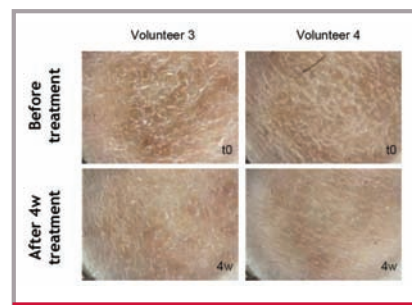 Volunteer 3
Volunteer 4
Before
treatment
t0
t0
After 4w
treatment
4w
4w